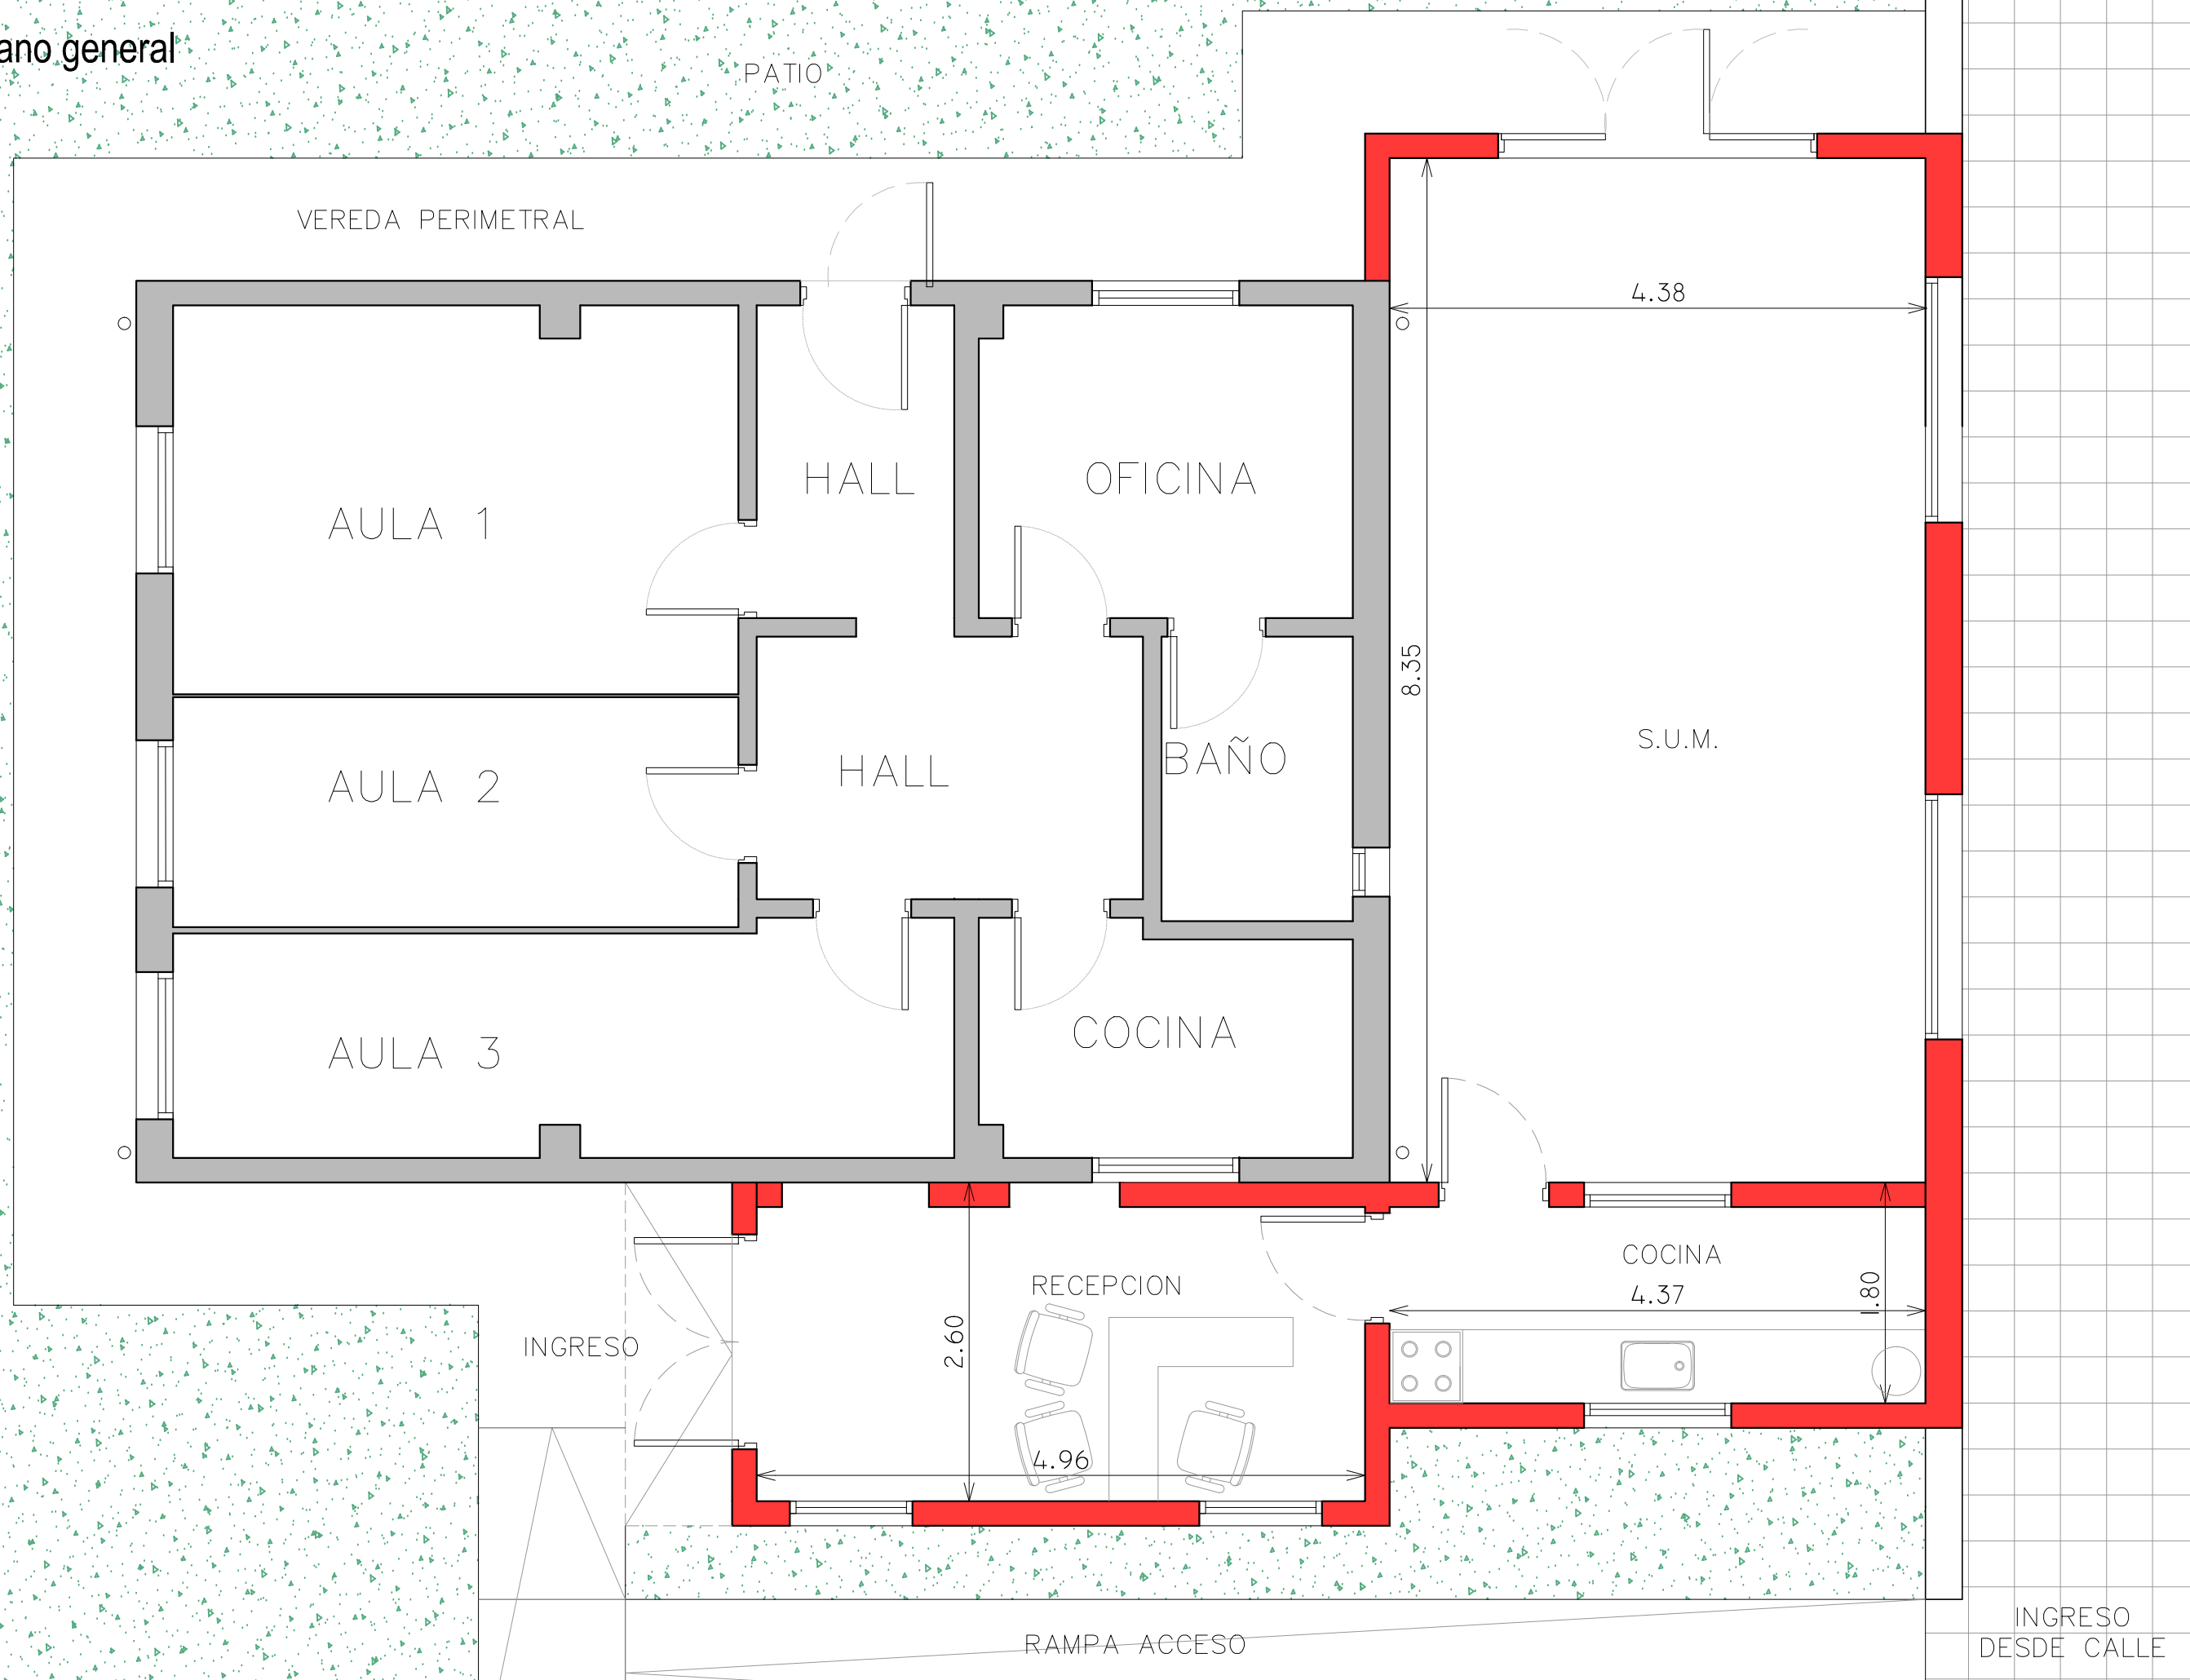 ano general
PATIO
VEREDA PERIMETRAL
4.38
HALL
OFICINA
AULA 1
8.35
S.U.M.
BAÑO
HALL
AULA 2
COCINA
AULA 3
COCINA
RECEPCION
4.37
1.80
INGRESO
2.60
4.96
INGRESO
DESDE CALLE
RAMPA ACCESO